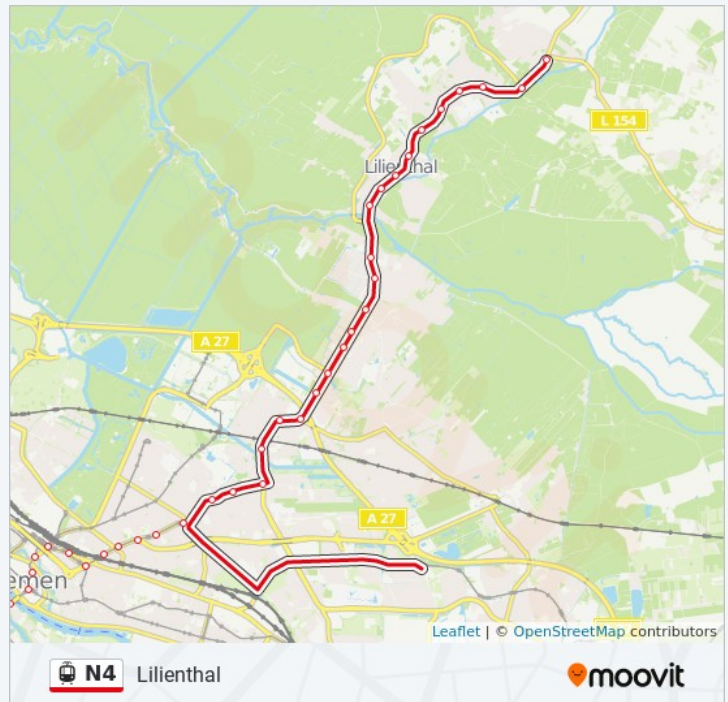 L 154
Lilienthal
A 27
A 27
emen
Leaflet | © OpenStreetMap contributors
N4 Lilienthal
moovit